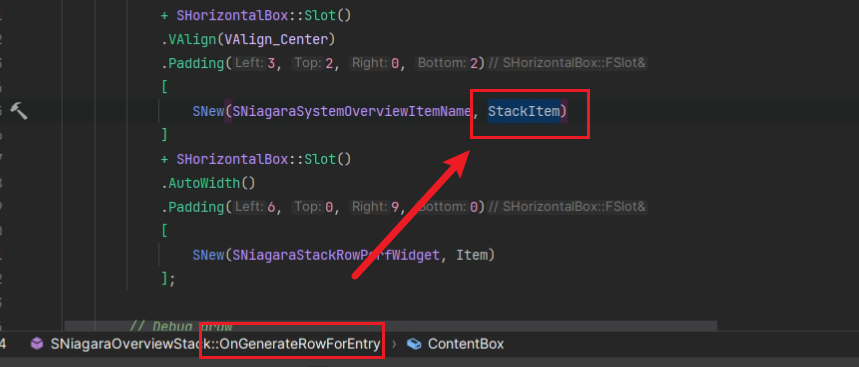 + SHorizontalBox::Slot()
.VAlign(VAlign_Center)
.Padding( Left: 3, Top: 2, Right: 0, Bottom: 2) // SHorizontalBox::FSlot&
[
SNew(SNiagaraSystemOverviewItemName, StackItem)
]
+ SHorizontalBox::Slot()
.AutoWidth()
.Padding( Left: 6, Top: 0, Right: 9, Bottom: 0) // SHorizontalBox::FSlot&
[
SNew(SNiagaraStackRowPerfWidget, Item)
];
// Debug draw
4 SNiagaraOverviewStack::OnGenerateRowForEntry › ContentBox